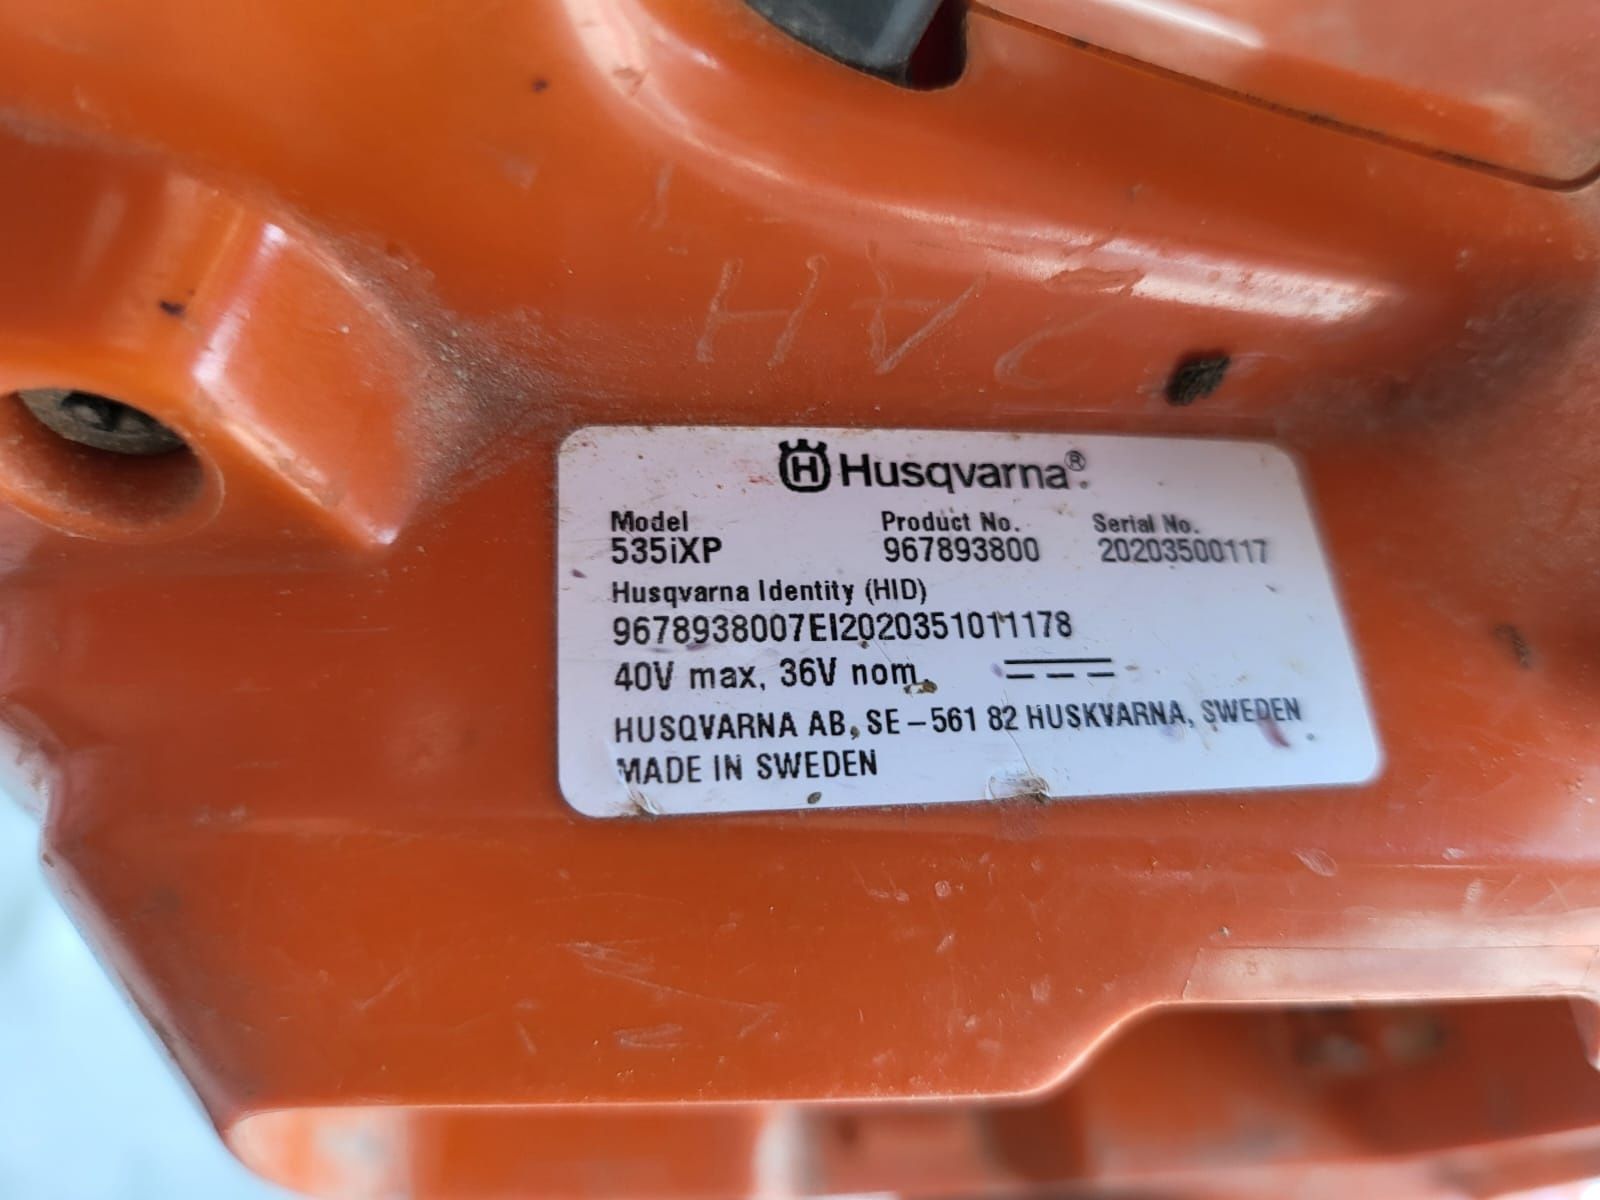 Husqvarna®
Model Product No. Serial No.
535iXP 967893800 20203500117
Husqvarna Identity (HID)
9678938007EI2020351011178
40V max, 36V nom.
HUSQVARNA AB, SE-561 82 HUSKVARNA, SWEDEN
MADE IN SWEDEN